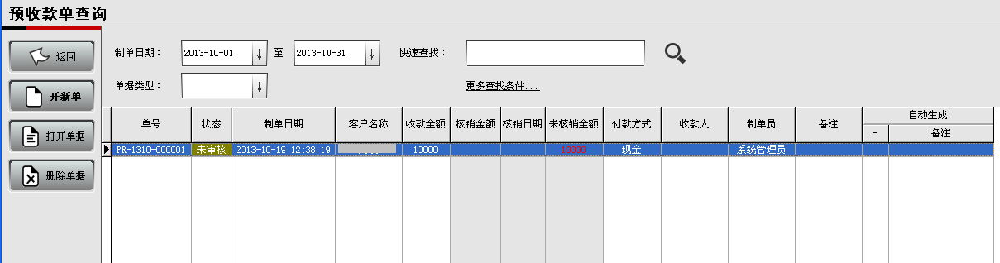 预收款单查询
返回
开新单
打开单据
删除单据
制单日期： 2013-10-01 至 2013-10-31 快速查找：
单据类型： 更多查找条件...
单号 状态 制单日期 客户名称 收款金额 核销金额 核销日期 未核销金额 付款方式 收款人 制单员 备注 自动生成
- 备注
PR-1310-000001 未审核 2013-10-19 12:38:19 10000 10000 现金 系统管理员